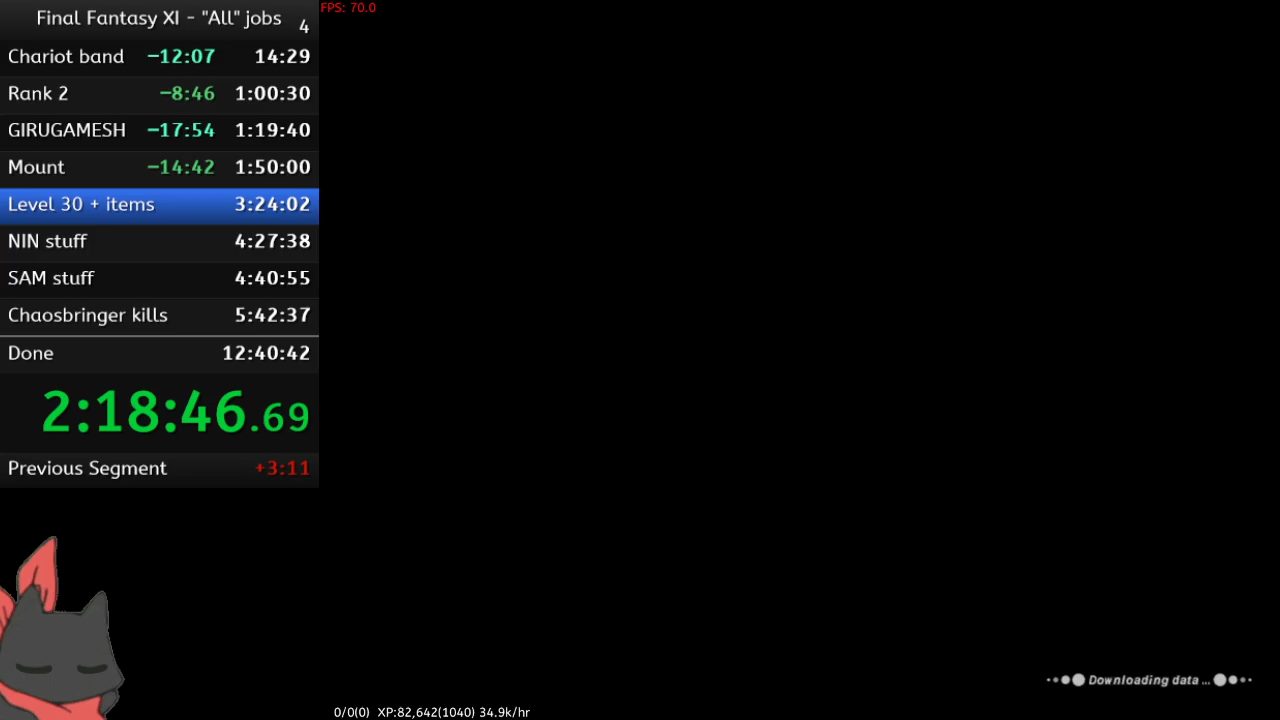 Final Fantasy XI - "All" jobs 4
FPS: 70.0
Chariot band −12:07 14:29
Rank 2 −8:46 1:00:30
GIRUGAMESH −17:54 1:19:40
Mount −14:42 1:50:00
Level 30 + items 3:24:02
NIN stuff 4:27:38
SAM stuff 4:40:55
Chaosbringer kills 5:42:37
Done 12:40:42
2:18:46.69
Previous Segment +3:11
Downloading data ...
0/0(0) XP:82,642(1040) 34.9k/hr